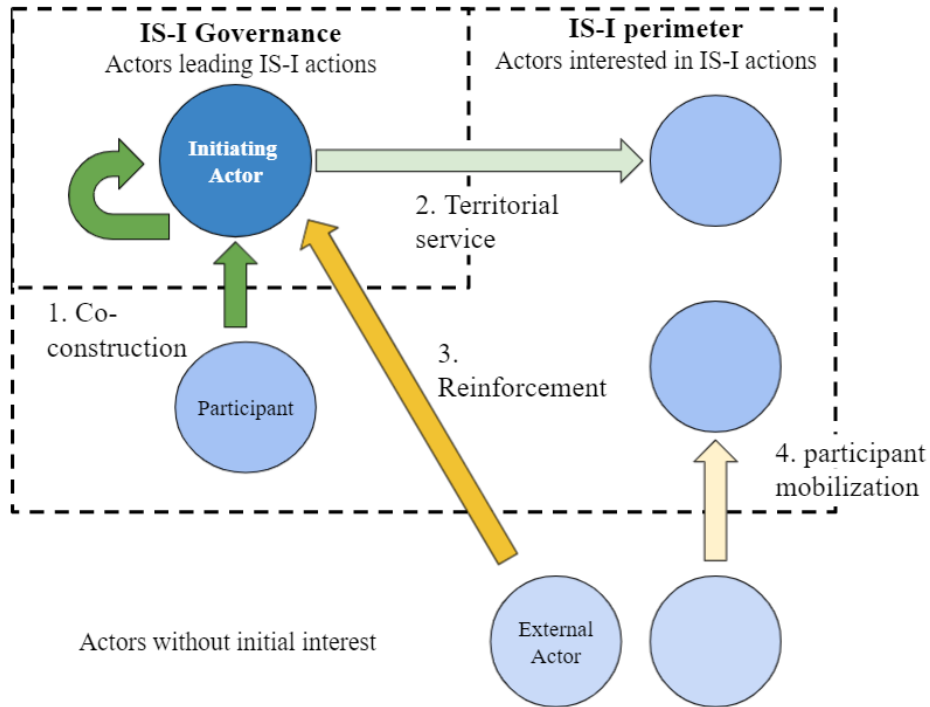 IS-I Governance
Actors leading IS-I actions
IS-I perimeter
Actors interested in IS-I actions
Initiating
Actor
2. Territorial
service
1. Co-
construction
3.
Reinforcement
Participant
4. participant
mobilization
Actors without initial interest
External
Actor